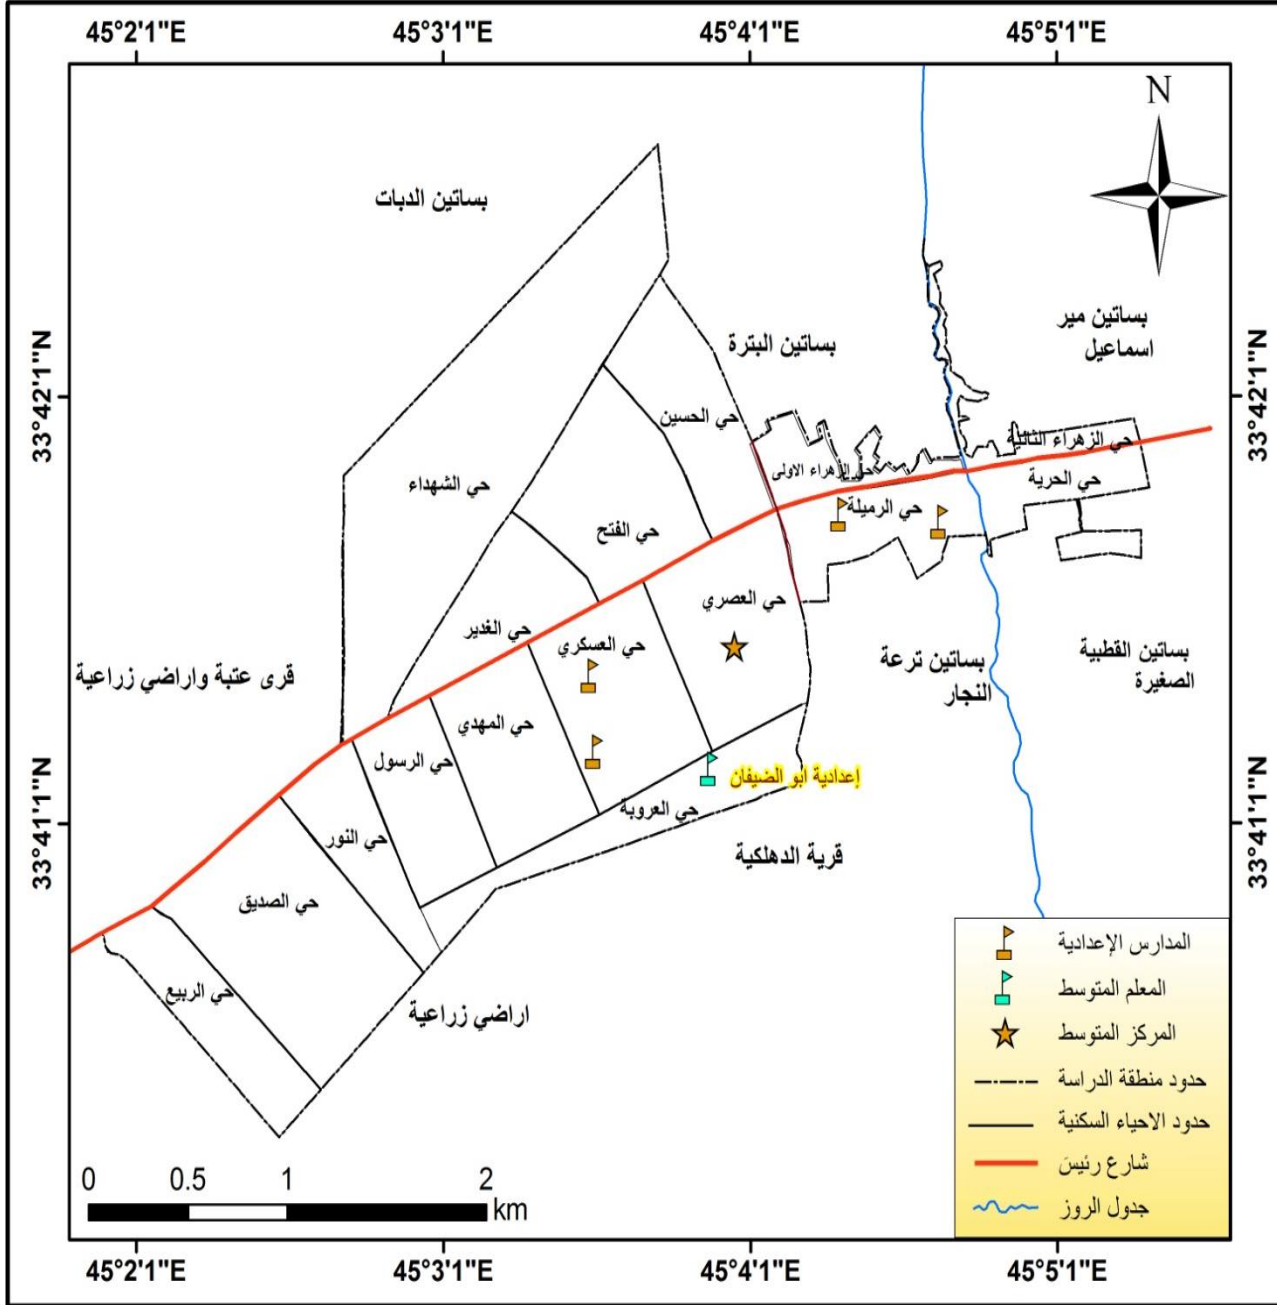 45°2'1"E
45°3'1"E
45°4'1"E
45°5'1"E
N
بساتين الدبات
بساتين مير
اسماعيل
بساتين البترة
33°42'1"N
33°42'1"N
حي الحسين
حي الزهراء الثانية
حي الزهراء الاولى
حي الحرية
حي الشهداء
حي الرميلة
حي الفتح
حي العصري
حي الغدير
حي العسكري
بساتين القطبية
الصغيرة
بساتين ترعة
النجار
قرى عتبة واراضي زراعية
حي المهدي
حي الرسول
إعدادية ابو الضيفان
حي العروبة
33°41'1"N
33°41'1"N
حي النور
قرية الدهلكية
حي الصديق
حي الربيع
اراضي زراعية
المدارس الإعدادية
المعلم المتوسط
المركز المتوسط
حدود منطقة الدراسة
حدود الاحياء السكنية
شارع رئيس
جدول الروز
0
0.5
1
2
km
45°2'1"E
45°3'1"E
45°4'1"E
45°5'1"E